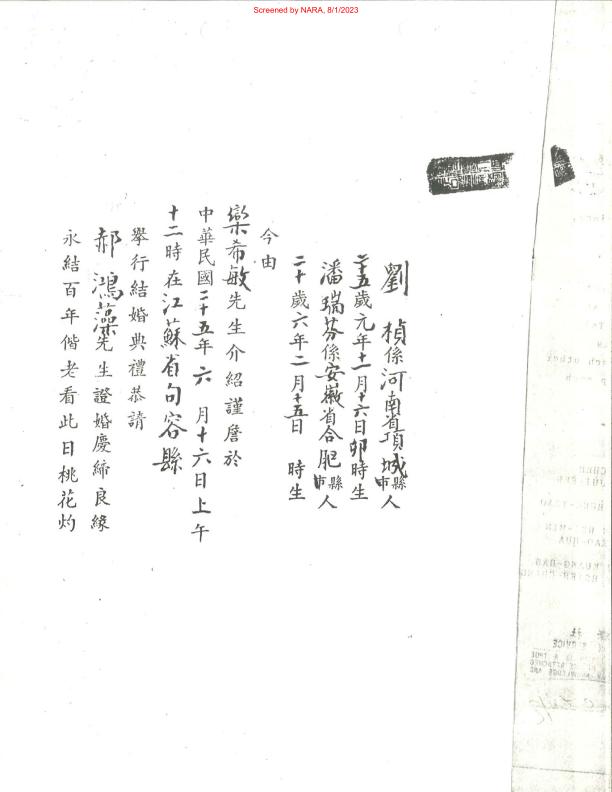 Screened by NARA, 8/1/2023
劉楨係河南省項城縣市人
二十五歲元年十一月十六日卯時生
潘瑞芬係安徽省合肥縣市人
二十歲六年二月十五日 時生
今由
欒希敏先生介紹謹詹於
中華民國二十五年六月十六日上午
十二時在江蘇省句容縣
舉行結婚典禮恭請
郝鴻藻先生證婚慶締良緣
永結百年偕老看此日桃花灼